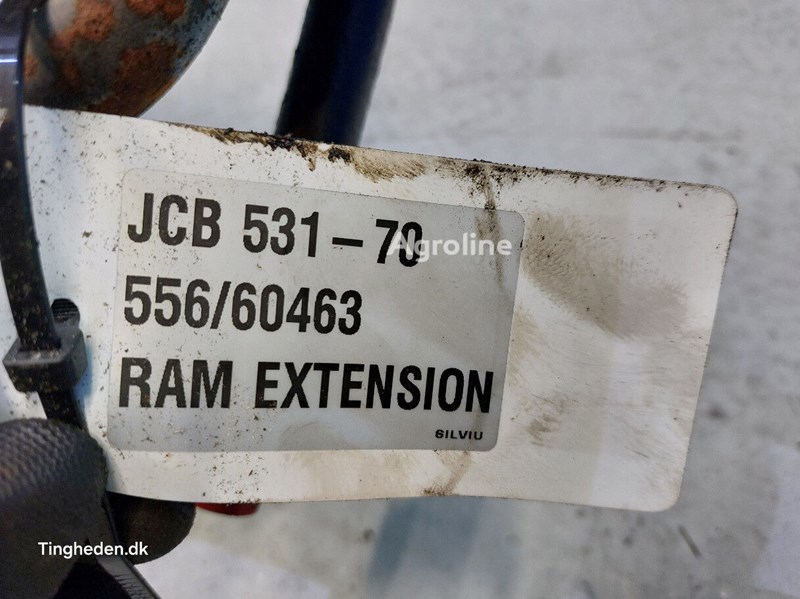 JCB 531-70
Agroline
556/60463
RAM EXTENSION
SILVIU
Tingheden.dk